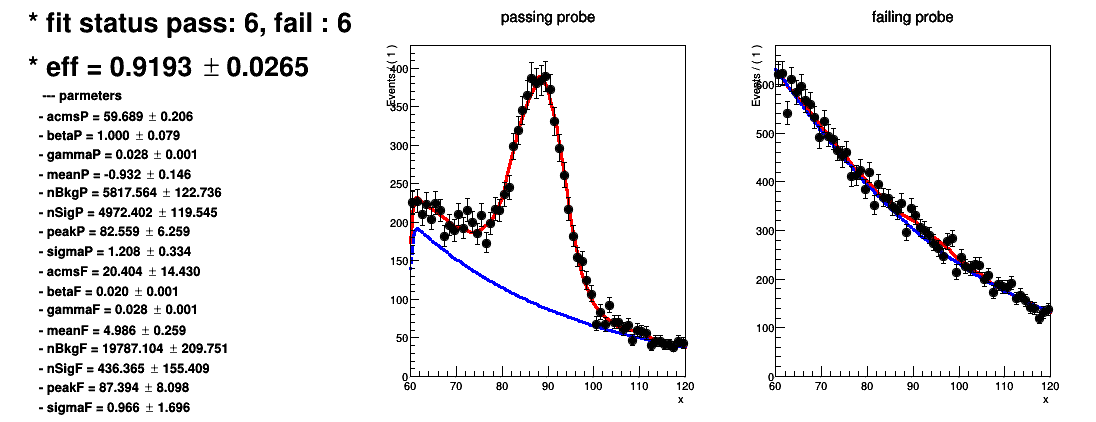 * fit status pass: 6, fail : 6
* eff = 0.9193 ± 0.0265
--- parmeters
- acmsP = 59.689 ± 0.206
- betaP = 1.000 ± 0.079
- gammaP = 0.028 ± 0.001
- meanP = -0.932 ± 0.146
- nBkgP = 5817.564 ± 122.736
- nSigP = 4972.402 ± 119.545
- peakP = 82.559 ± 6.259
- sigmaP = 1.208 ± 0.334
- acmsF = 20.404 ± 14.430
- betaF = 0.020 ± 0.001
- gammaF = 0.028 ± 0.001
- meanF = 4.986 ± 0.259
- nBkgF = 19787.104 ± 209.751
- nSigF = 436.365 ± 155.409
- peakF = 87.394 ± 8.098
- sigmaF = 0.966 ± 1.696
passing probe
Events / ( 1 )
400
350
300
250
200
150
100
50
0
60 70 80 90 100 110 120
x
failing probe
Events / ( 1 )
600
500
400
300
200
100
0
60 70 80 90 100 110 120
x